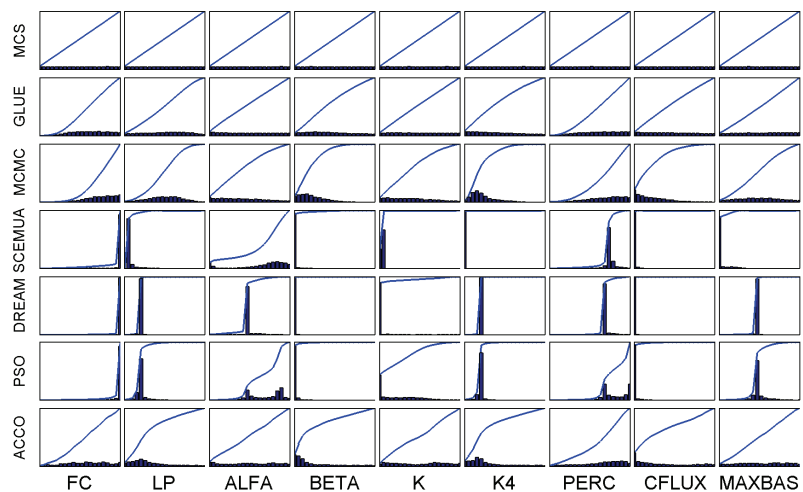 MCS
GLUE
MCMC
SCEMUA
DREAM
PSO
ACCO
FC LP ALFA BETA K K4 PERC CFLUX MAXBAS